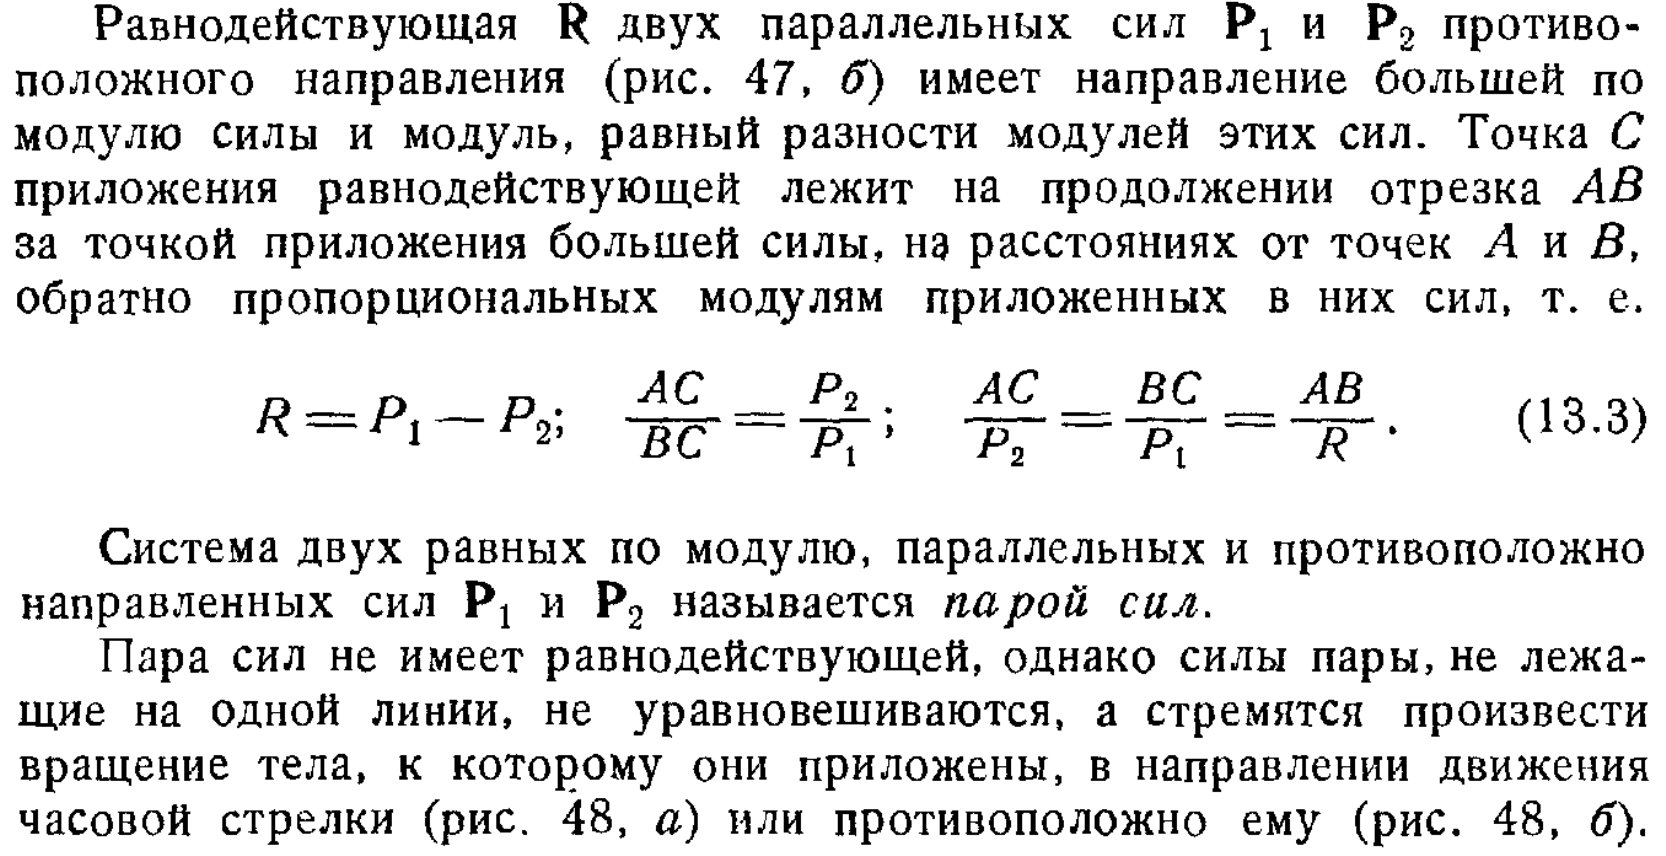 Равнодействующая R двух параллельных сил P₁ и P₂ противо-
положного направления (рис. 47, б) имеет направление большей по
модулю силы и модуль, равный разности модулей этих сил. Точка C
приложения равнодействующей лежит на продолжении отрезка AB
за точкой приложения большей силы, на расстояниях от точек A и B,
обратно пропорциональных модулям приложенных в них сил, т. е.
R = P₁ — P₂; AC/BC = P₂/P₁; AC/P₂ = BC/P₁ = AB/R. (13.3)
Система двух равных по модулю, параллельных и противоположно
направленных сил P₁ и P₂ называется парой сил.
Пара сил не имеет равнодействующей, однако силы пары, не лежа-
щие на одной линии, не уравновешиваются, а стремятся произвести
вращение тела, к которому они приложены, в направлении движения
часовой стрелки (рис. 48, а) или противоположно ему (рис. 48, б).